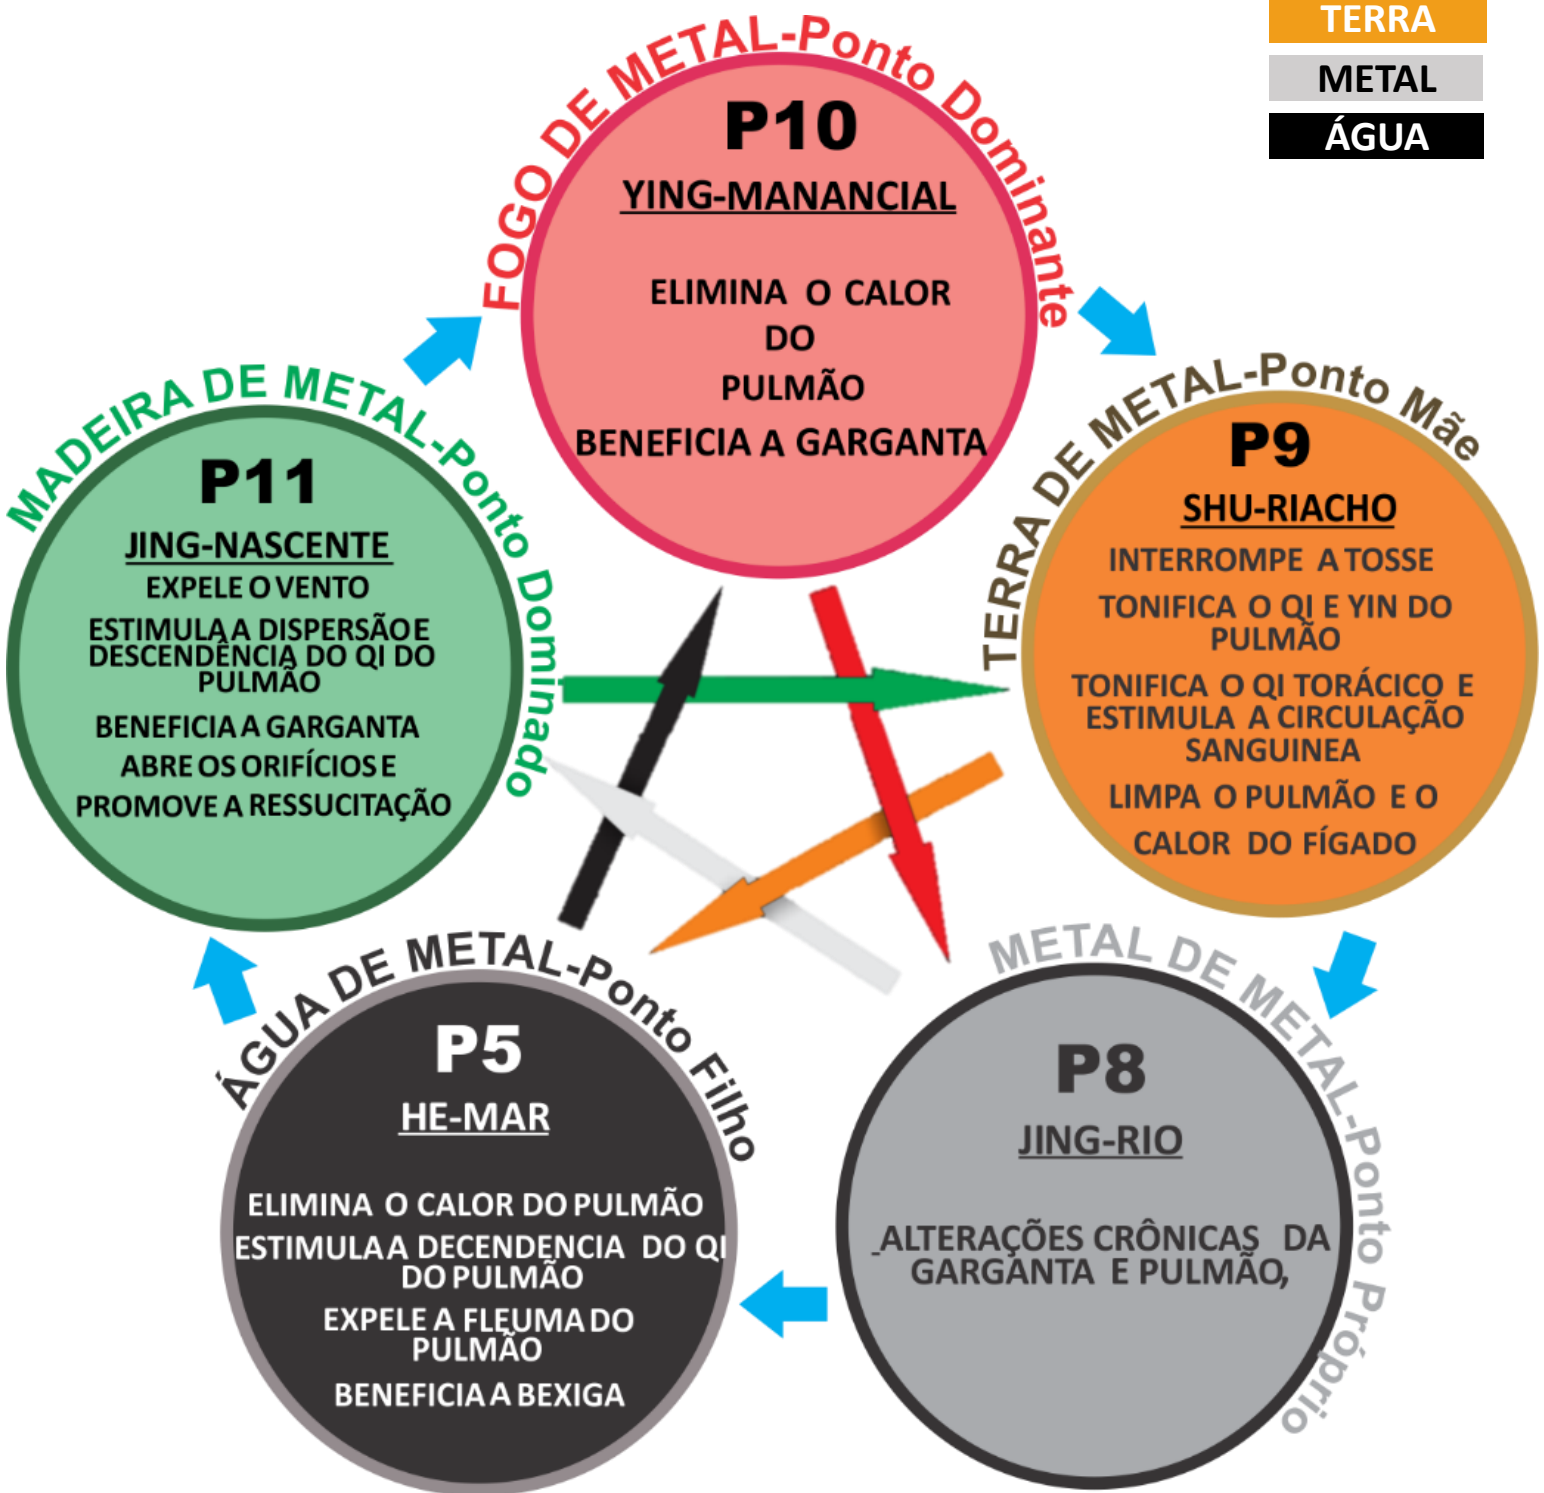 TERRA
METAL
ÁGUA
FOGO DE METAL-Ponto Dominante
P10
YING-MANANCIAL
ELIMINA O CALOR
DO
PULMÃO
BENEFICIA A GARGANTA
MADEIRA DE METAL-Ponto Dominado
P11
JING-NASCENTE
EXPELE O VENTO
ESTIMULA A DISPERSÃO E
DESCENDÊNCIA DO QI DO
PULMÃO
BENEFICIA A GARGANTA
ABRE OS ORIFÍCIOS E
PROMOVE A RESSUCITAÇÃO
TERRA DE METAL-Ponto Mãe
P9
SHU-RIACHO
INTERROMPE A TOSSE
TONIFICA O QI E YIN DO
PULMÃO
TONIFICA O QI TORÁCICO E
ESTIMULA A CIRCULAÇÃO
SANGUINEA
LIMPA O PULMÃO E O
CALOR DO FÍGADO
ÁGUA DE METAL-Ponto Filho
P5
HE-MAR
ELIMINA O CALOR DO PULMÃO
ESTIMULA A DECENDENCIA DO QI
DO PULMÃO
EXPELE A FLEUMA DO
PULMÃO
BENEFICIA A BEXIGA
METAL DE METAL-Ponto Próprio
P8
JING-RIO
_ALTERAÇÕES CRÔNICAS DA
GARGANTA E PULMÃO,